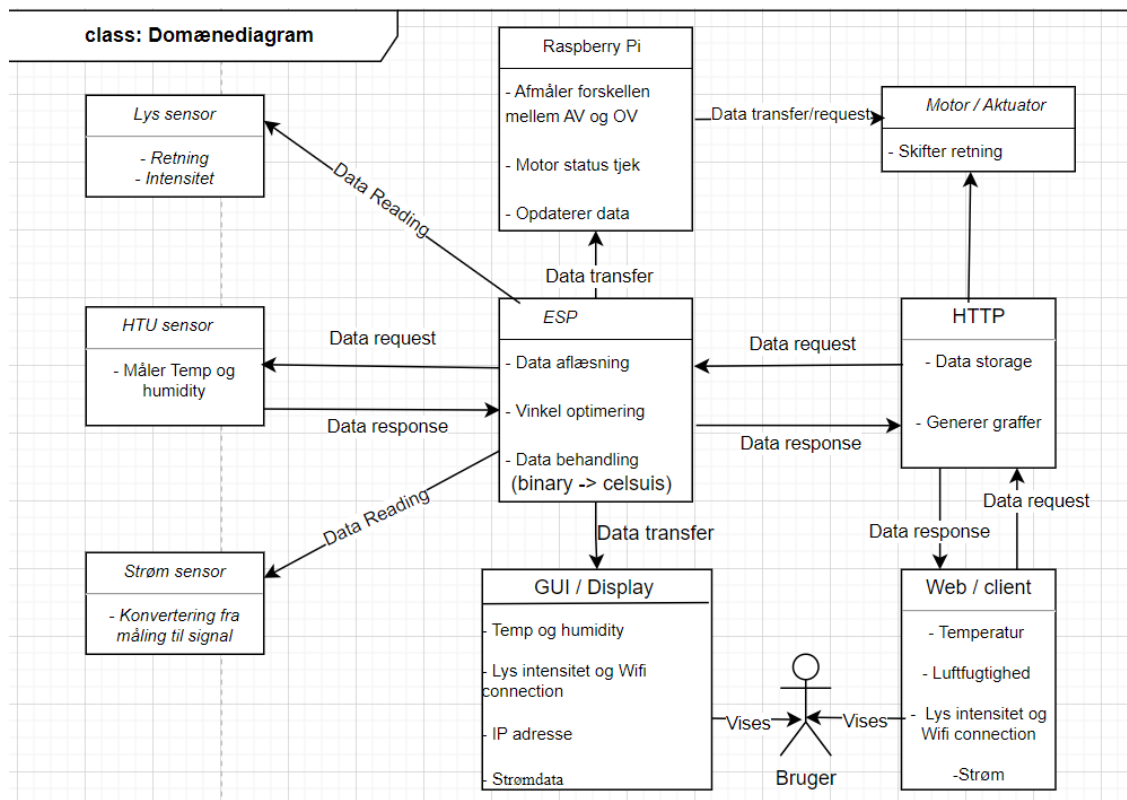 class: Domænediagram
Raspberry Pi
- Afmåler forskellen
mellem AV og OV
- Motor status tjek
- Opdaterer data
Data transfer/request
Motor / Aktuator
- Skifter retning
Lys sensor
- Retning
- Intensitet
Data Reading
Data transfer
HTU sensor
- Måler Temp og
humidity
Data request
Data response
ESP
- Data aflæsning
- Vinkel optimering
- Data behandling
(binary -> celsuis)
Data request
Data response
HTTP
- Data storage
- Generer graffer
Data Reading
Data transfer
Data response
Data request
Strøm sensor
- Konvertering fra
måling til signal
GUI / Display
- Temp og humidity
- Lys intensitet og Wifi
connection
- IP adresse
- Strømdata
Vises
Bruger
Vises
Web / client
- Temperatur
- Luftfugtighed
- Lys intensitet og
Wifi connection
-Strøm